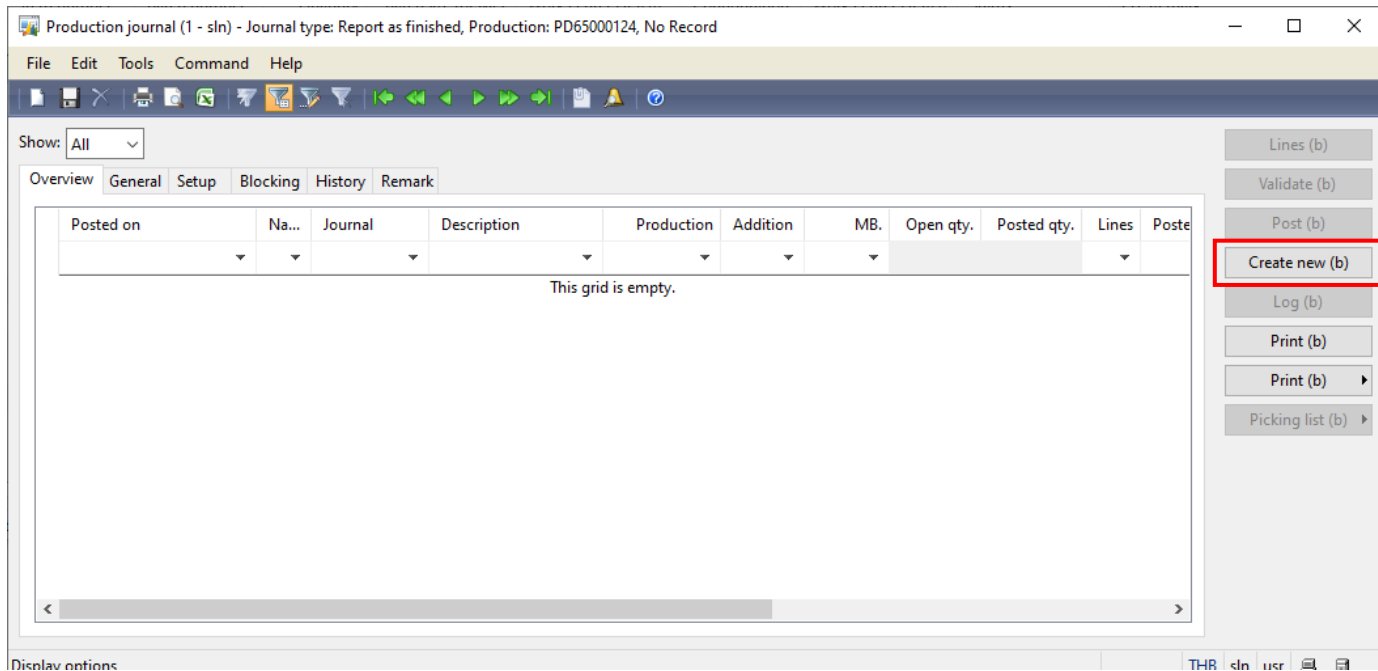 Production journal (1 - sln) - Journal type: Report as finished, Production: PD65000124, No Record
File Edit Tools Command Help
Show: All
Overview General Setup Blocking History Remark
Posted on Na... Journal Description Production Addition MB. Open qty. Posted qty. Lines Poste
This grid is empty.
Lines (b)
Validate (b)
Post (b)
Create new (b)
Log (b)
Print (b)
Print (b)
Picking list (b)
Display options THB sln usr